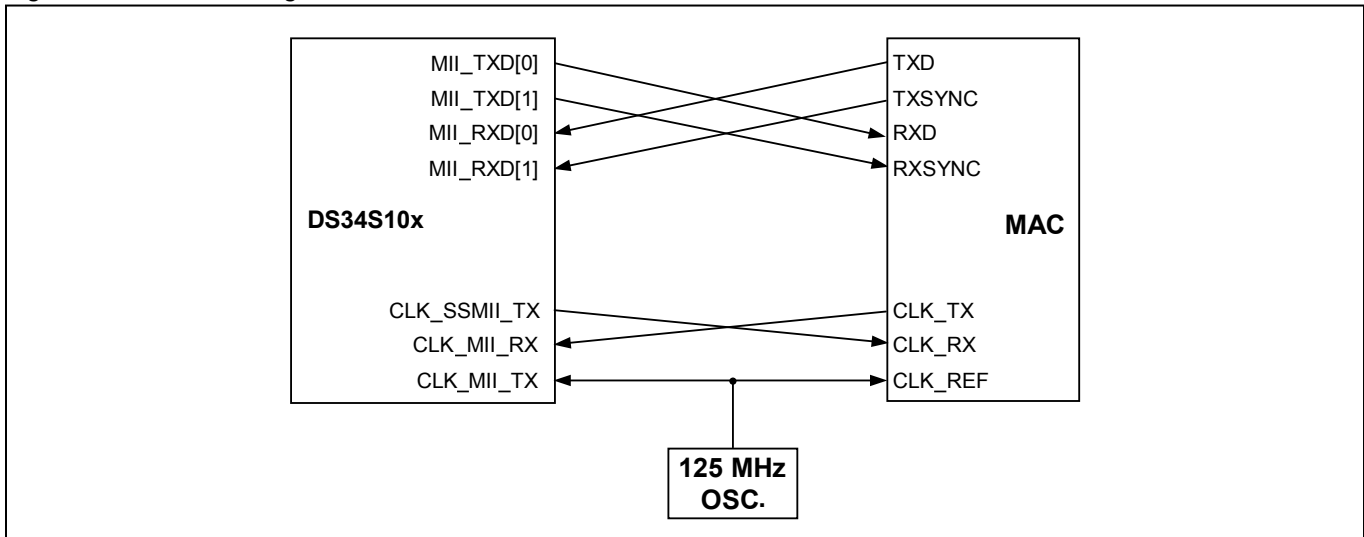 MII_TXD[0]
MII_TXD[1]
MII_RXD[0]
MII_RXD[1]
DS34S10x
CLK_SSMII_TX
CLK_MII_RX
CLK_MII_TX
TXD
TXSYNC
RXD
RXSYNC
MAC
CLK_TX
CLK_RX
CLK_REF
125 MHz
OSC.